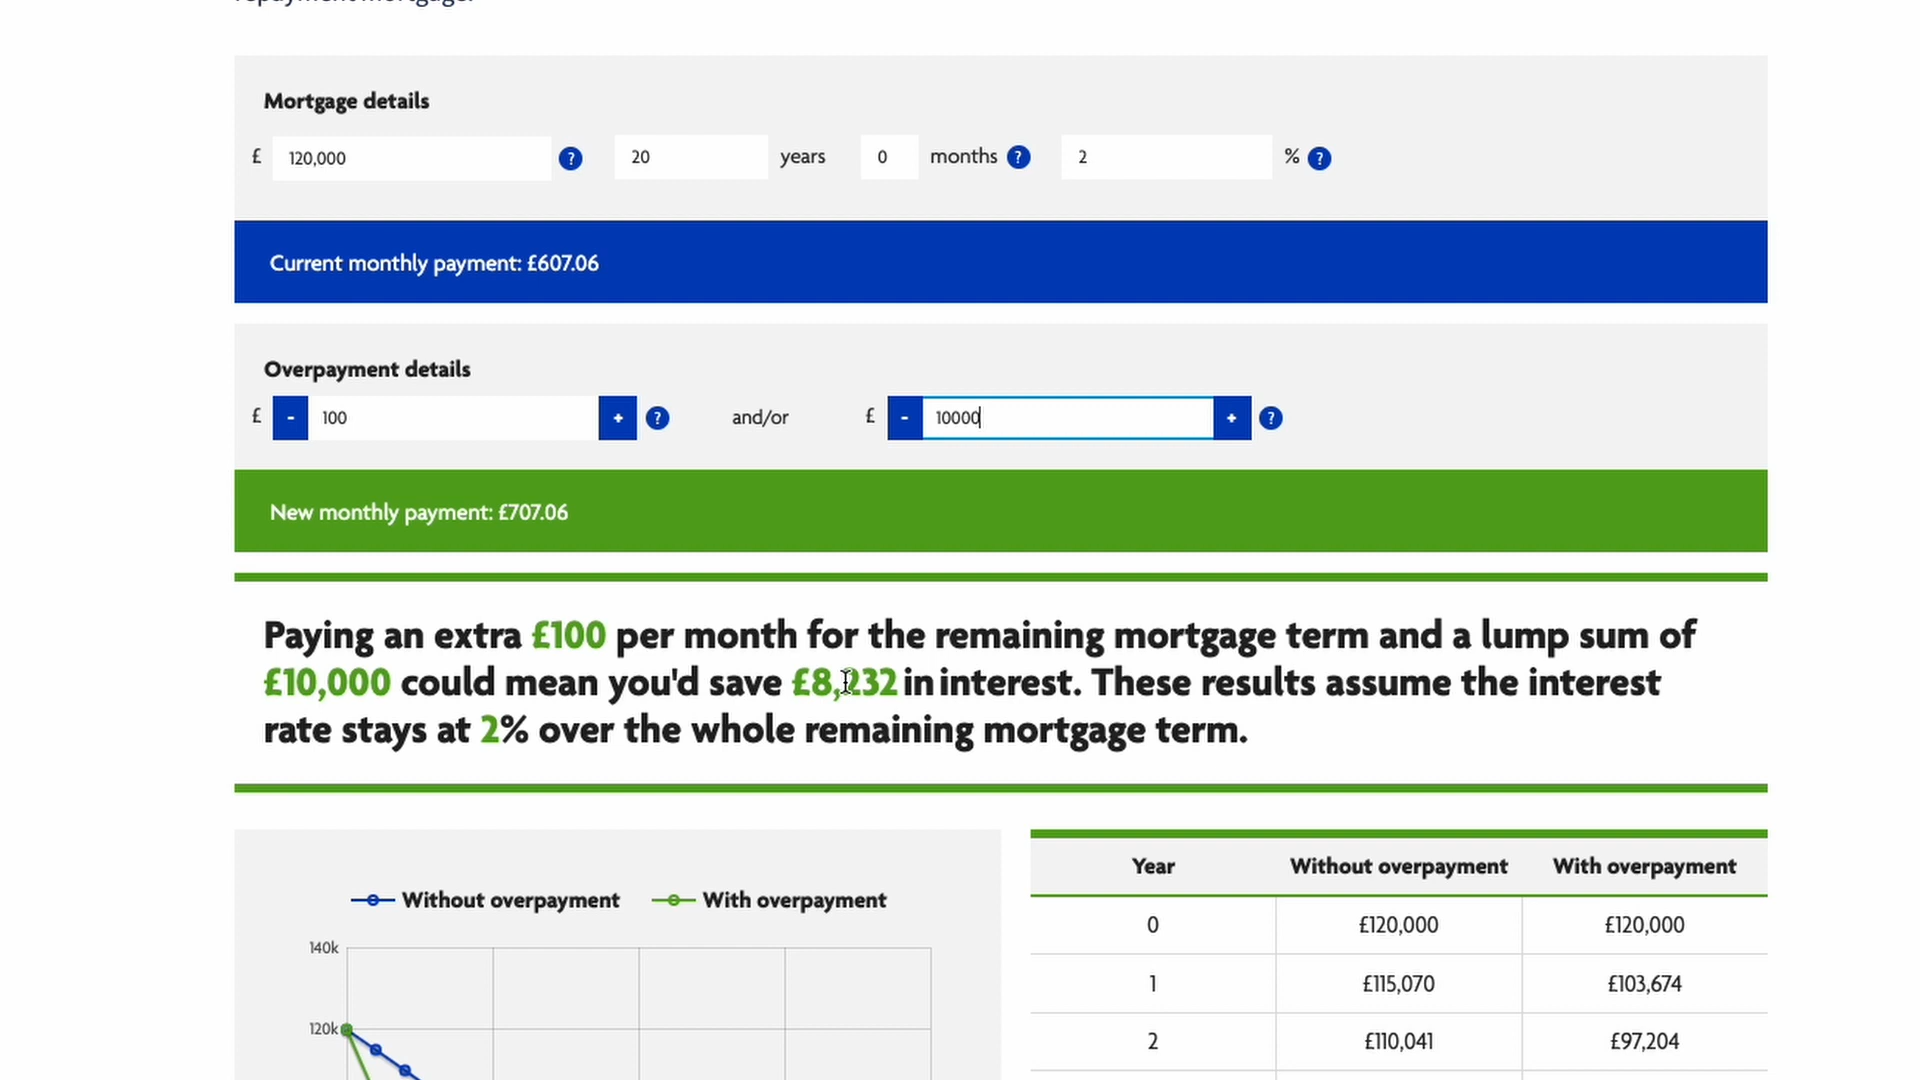 repayment mortgage.
Mortgage details
£ 120,000 ? 20 years 0 months ? 2 % ?
Current monthly payment: £607.06
Overpayment details
£ - 100 + ? and/or £ - 10000 + ?
New monthly payment: £707.06
Paying an extra £100 per month for the remaining mortgage term and a lump sum of
£10,000 could mean you'd save £8,232 in interest. These results assume the interest
rate stays at 2% over the whole remaining mortgage term.
Without overpayment With overpayment
140k
120k
Year Without overpayment With overpayment
0 £120,000 £120,000
1 £115,070 £103,674
2 £110,041 £97,204